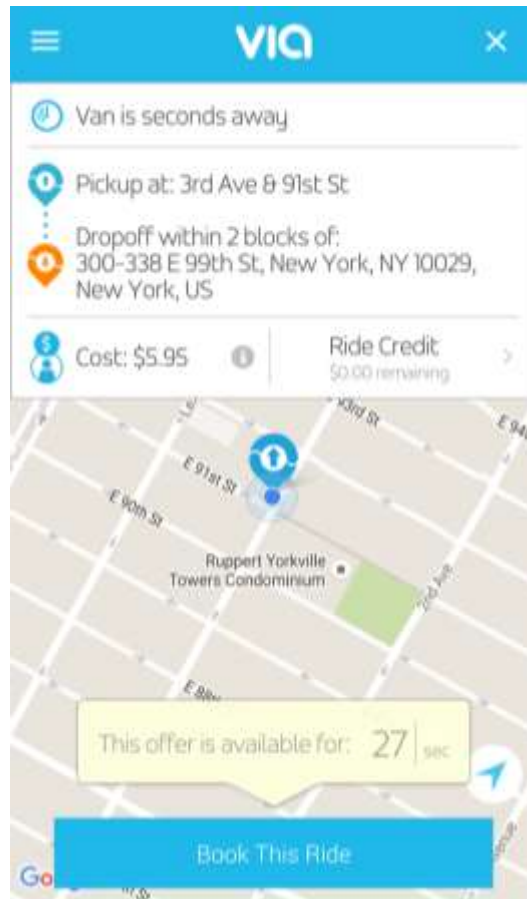 VIA
Van is seconds away
Pickup at: 3rd Ave & 91st St
Dropoff within 2 blocks of:
300-338 E 99th St, New York, NY 10029,
New York, US
Cost: $5.95
Ride Credit
$0.00 remaining
93rd St
E 94
E 91st St
E 90th St
Ruppert Yorkville
Towers Condominium
2nd Ave
E 88
This offer is available for: 27 sec
Book This Ride
Go